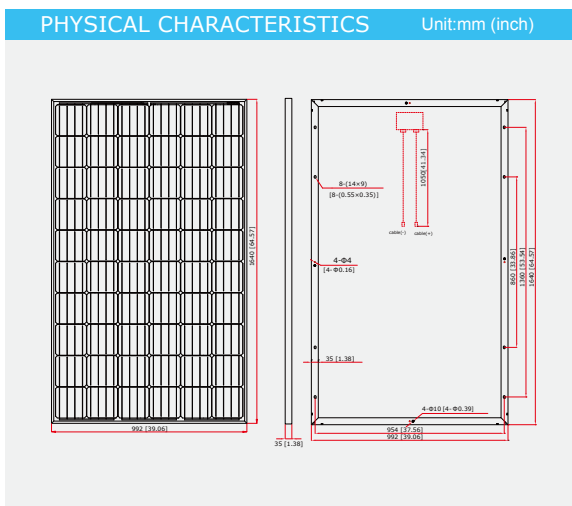 PHYSICAL CHARACTERISTICS Unit:mm (inch)
1640 [64.57]
992 [39.06]
35 [1.38]
1050[41.34]
8-(14×9)
[8-(0.55×0.35)]
cable(-) cable(+)
4-Φ4
[4-Φ0.16]
860 [33.86]
1360 [53.54]
1640 [64.57]
35 [1.38]
4-Φ10 [4-Φ0.39]
954 [37.56]
992 [39.06]